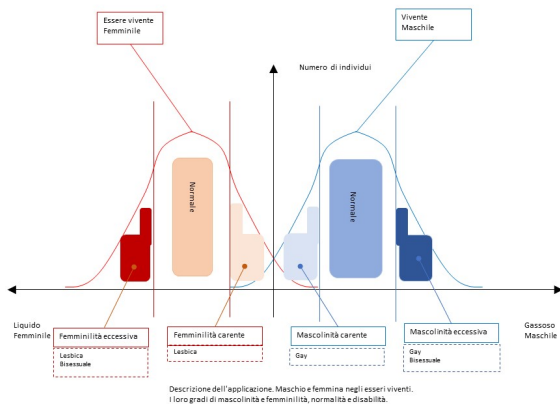 Essere vivente
Femminile
Vivente
Maschile
Numero di individui
Normale
Normale
Liquido
Femminile
Femminilità eccessiva
Lesbica
Bisessuale
Femminilità carente
Lesbica
Mascolinità carente
Gay
Mascolinità eccessiva
Gay
Bisessuale
Gassoso
Maschile
Descrizione dell'applicazione. Maschio e femmina negli esseri viventi.
I loro gradi di mascolinità e femminilità, normalità e disabilità.